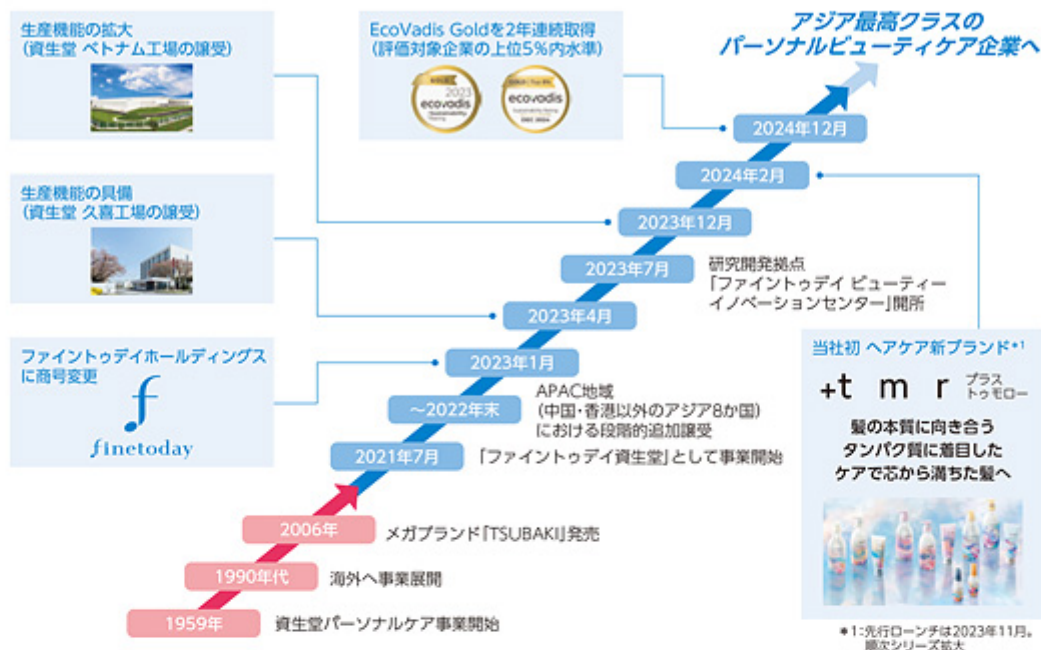 生産機能の拡大
(資生堂 ベトナム工場の譲受)
EcoVadis Goldを2年連続取得
(評価対象企業の上位5%内水準)
GOLD
2023
ecovadis
Sustainability
Rating
ecovadis
DEC 2024
アジア最高クラスの
パーソナルビューティケア企業へ
2024年12月
2024年2月
生産機能の具備
(資生堂 久喜工場の譲受)
2023年12月
2023年7月
研究開発拠点
「ファイントゥデイ ビューティー
イノベーションセンター」開所
2023年4月
ファイントゥデイホールディングス
に商号変更
finetoday
2023年1月
~2022年末
APAC地域
(中国・香港以外のアジア8か国)
における段階的追加譲受
2021年7月
「ファイントゥデイ資生堂」として事業開始
当社初 ヘアケア新ブランド*1
+tmr
プラス
トゥモロー
髪の本質に向き合う
タンパク質に着目した
ケアで芯から満ちた髪へ
2006年
メガブランド「TSUBAKI」発売
1990年代
海外へ事業展開
1959年
資生堂パーソナルケア事業開始
*1:先行ローンチは2023年11月。
順次シリーズ拡大